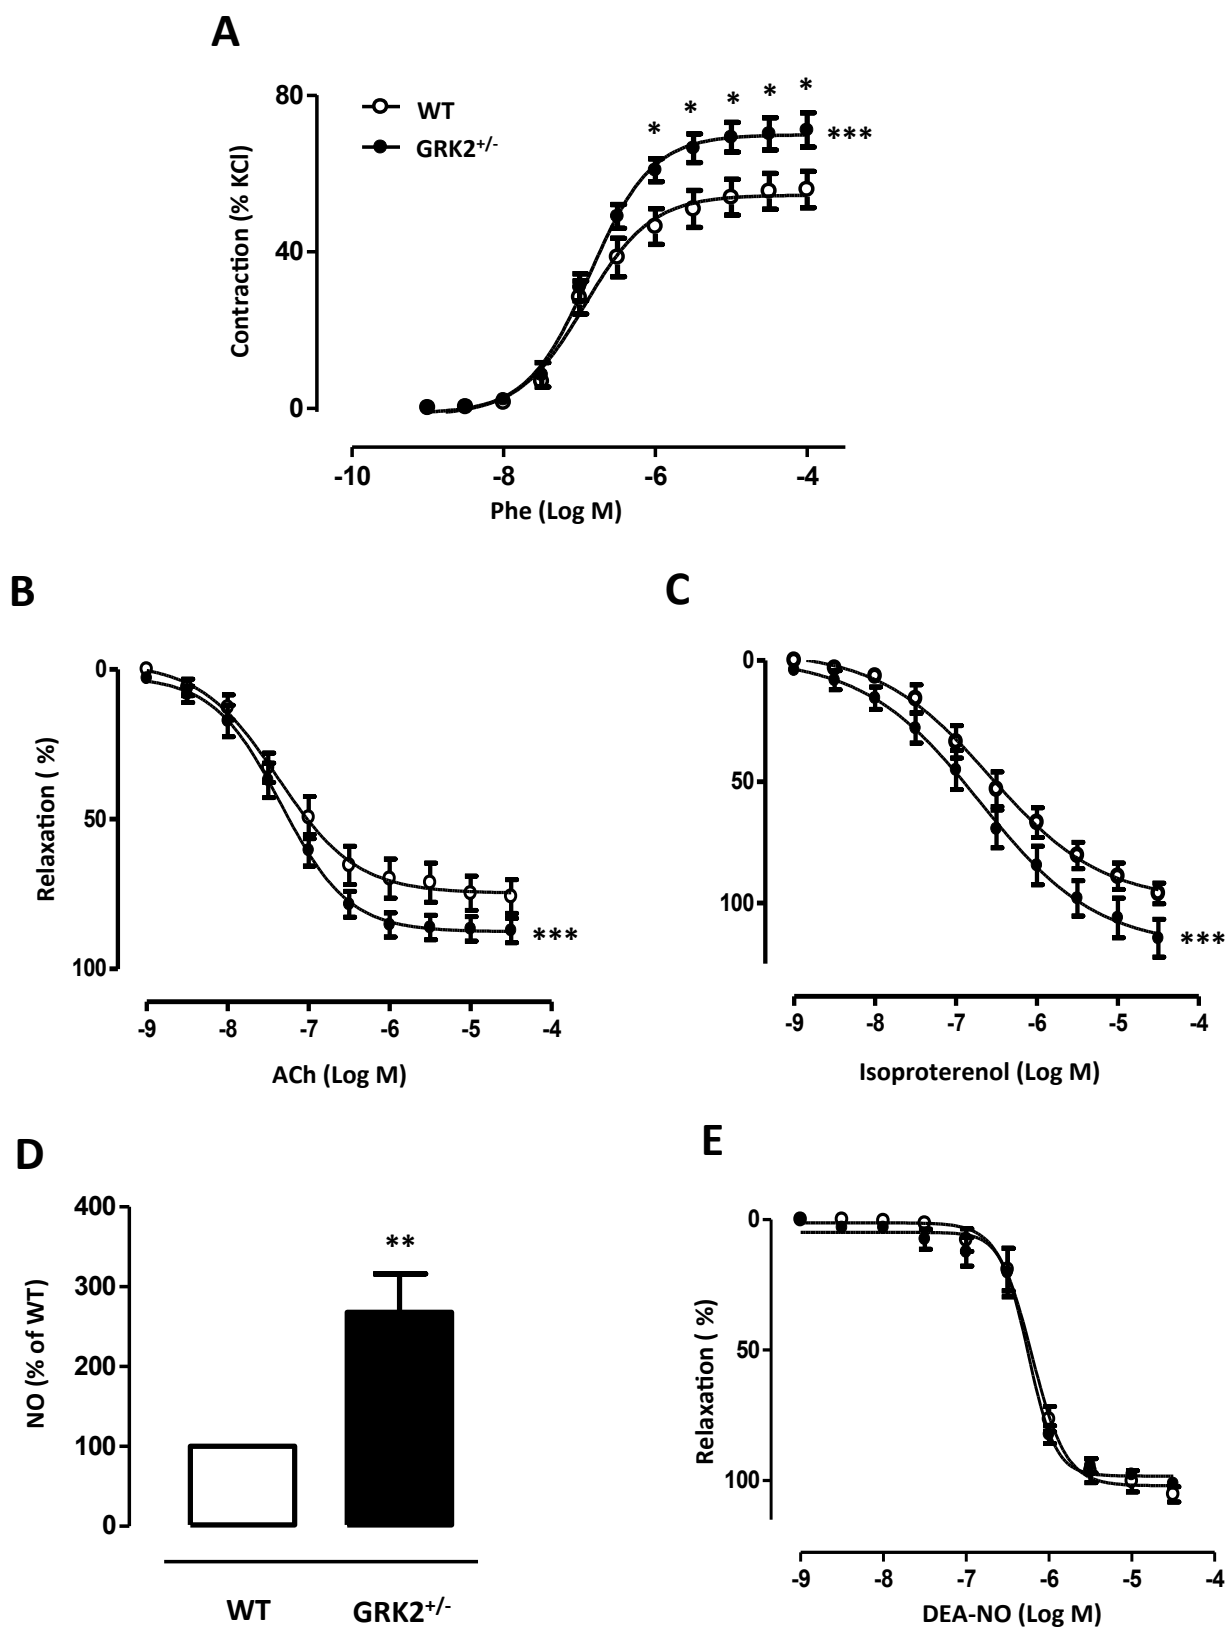 A
80
40
0
Contraction (% KCl)
WT
GRK2+/-
* * * * *
***
-10 -8 -6 -4
Phe (Log M)
B
0
50
100
Relaxation ( %)
***
-9 -8 -7 -6 -5 -4
ACh (Log M)
C
0
50
100
***
-9 -8 -7 -6 -5 -4
Isoproterenol (Log M)
D
400
300
200
100
0
NO (% of WT)
**
WT GRK2+/-
E
0
50
100
Relaxation ( %)
-9 -8 -7 -6 -5 -4
DEA-NO (Log M)